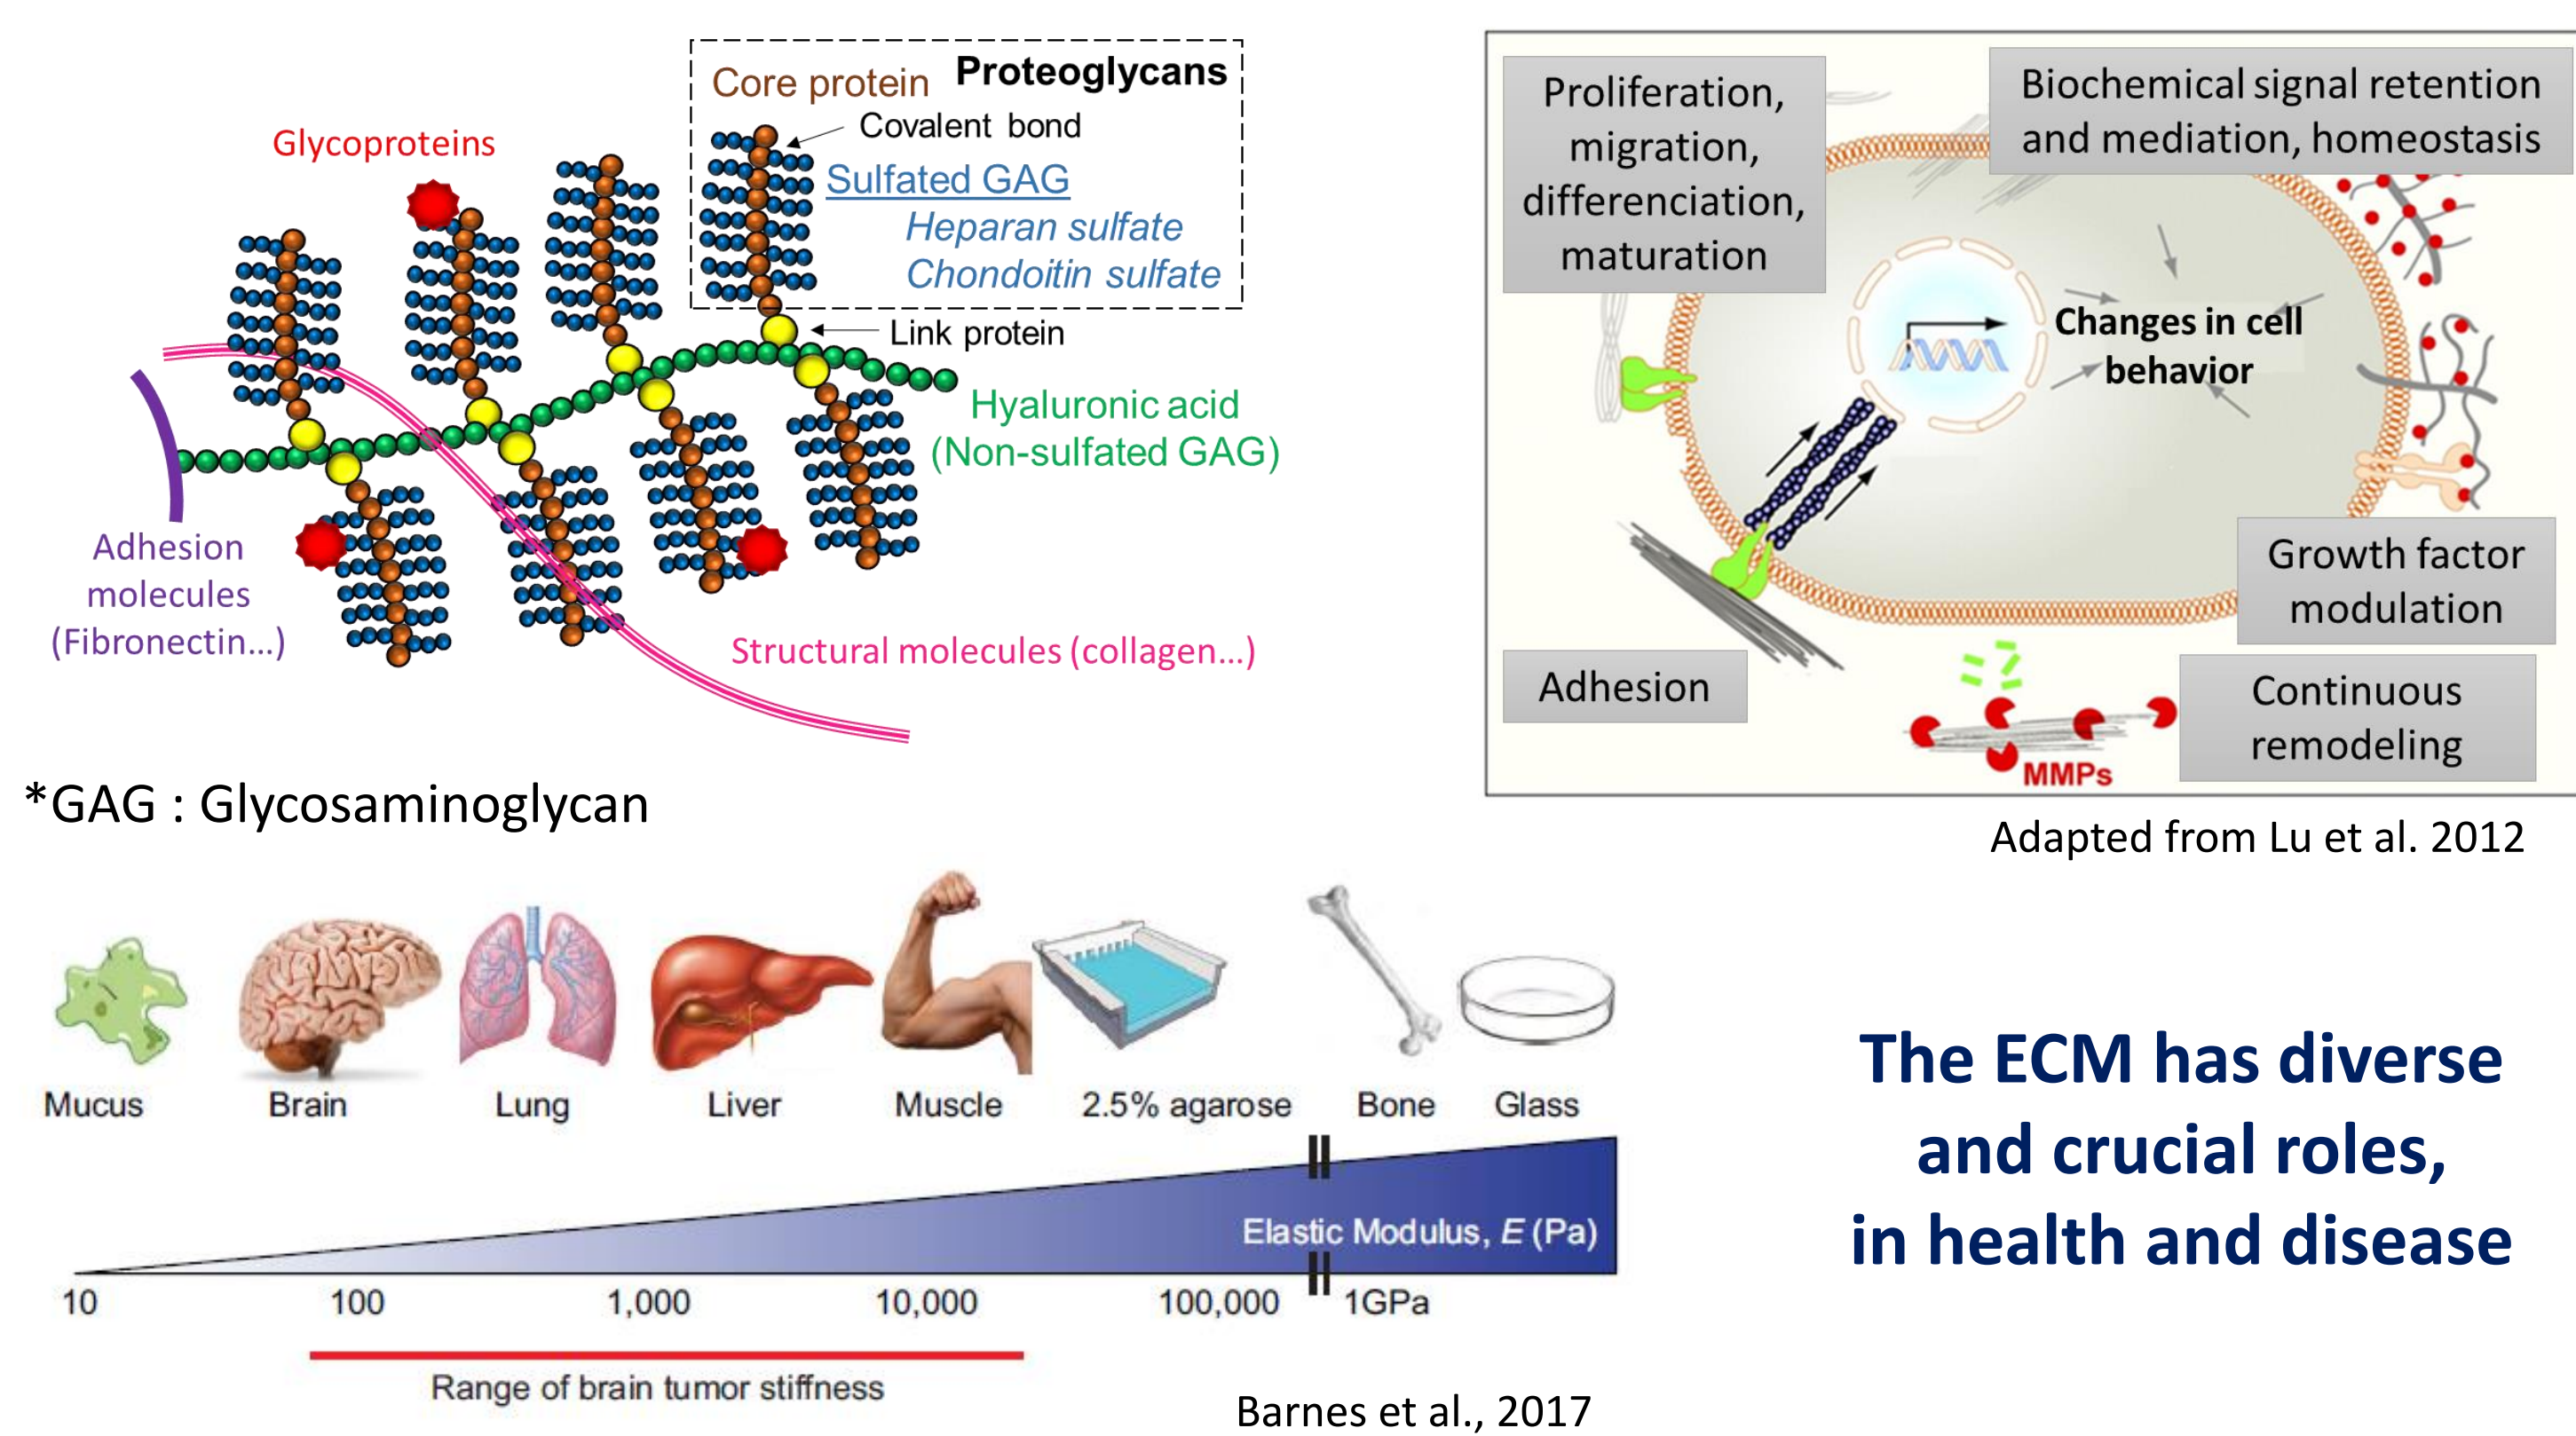 Proteoglycans
Core protein
Covalent bond
Sulfated GAG
Heparan sulfate
Chondoitin sulfate
Glycoproteins
Link protein
Hyaluronic acid
(Non-sulfated GAG)
Adhesion
molecules
(Fibronectin...)
Structural molecules (collagen...)
*GAG : Glycosaminoglycan
Proliferation,
migration,
differenciation,
maturation
Biochemical signal retention
and mediation, homeostasis
Changes in cell
behavior
Growth factor
modulation
Adhesion
Continuous
remodeling
MMPs
Adapted from Lu et al. 2012
Mucus
Brain
Lung
Liver
Muscle
2.5% agarose
Bone
Glass
Elastic Modulus, E (Pa)
10
100
1,000
10,000
100,000
1GPa
Range of brain tumor stiffness
Barnes et al., 2017
The ECM has diverse
and crucial roles,
in health and disease